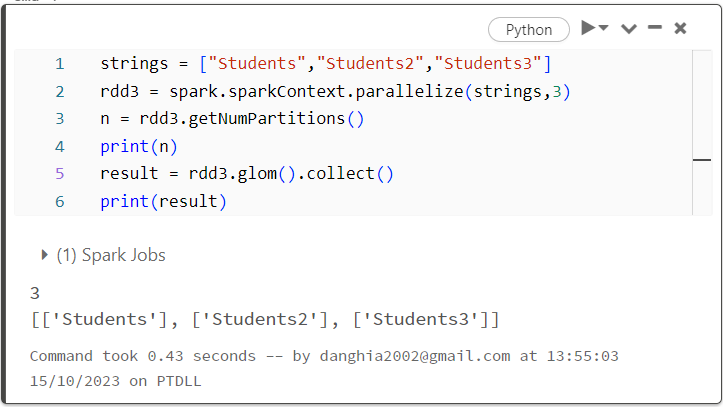 Python
1 strings = ["Students","Students2","Students3"]
2 rdd3 = spark.sparkContext.parallelize(strings,3)
3 n = rdd3.getNumPartitions()
4 print(n)
5 result = rdd3.glom().collect()
6 print(result)
(1) Spark Jobs
3
[['Students'], ['Students2'], ['Students3']]
Command took 0.43 seconds -- by danghia2002@gmail.com at 13:55:03
15/10/2023 on PTDLL